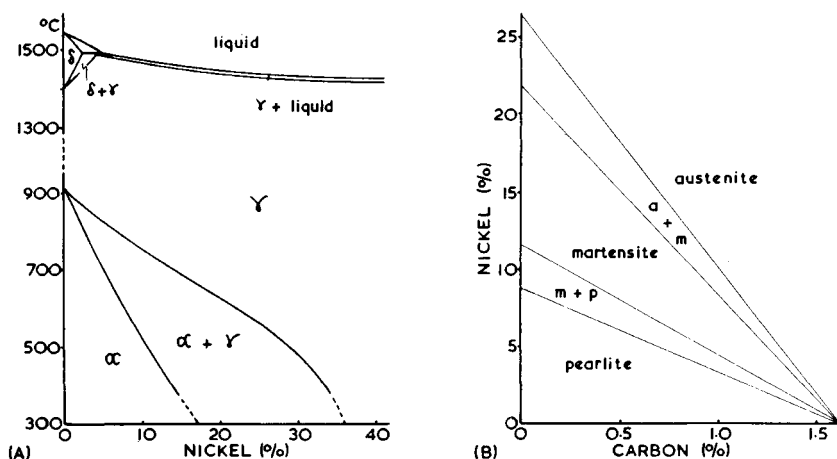 °C
1500
1300
900
700
500
300
liquid
δ
δ+γ
γ + liquid
γ
α
α + γ
0
10
20
30
40
(A)
NICKEL (%)
25
20
15
10
5
0
NICKEL (%)
austenite
a
+
m
martensite
m + p
pearlite
0
0.5
1.0
1.5
(B)
CARBON (%)